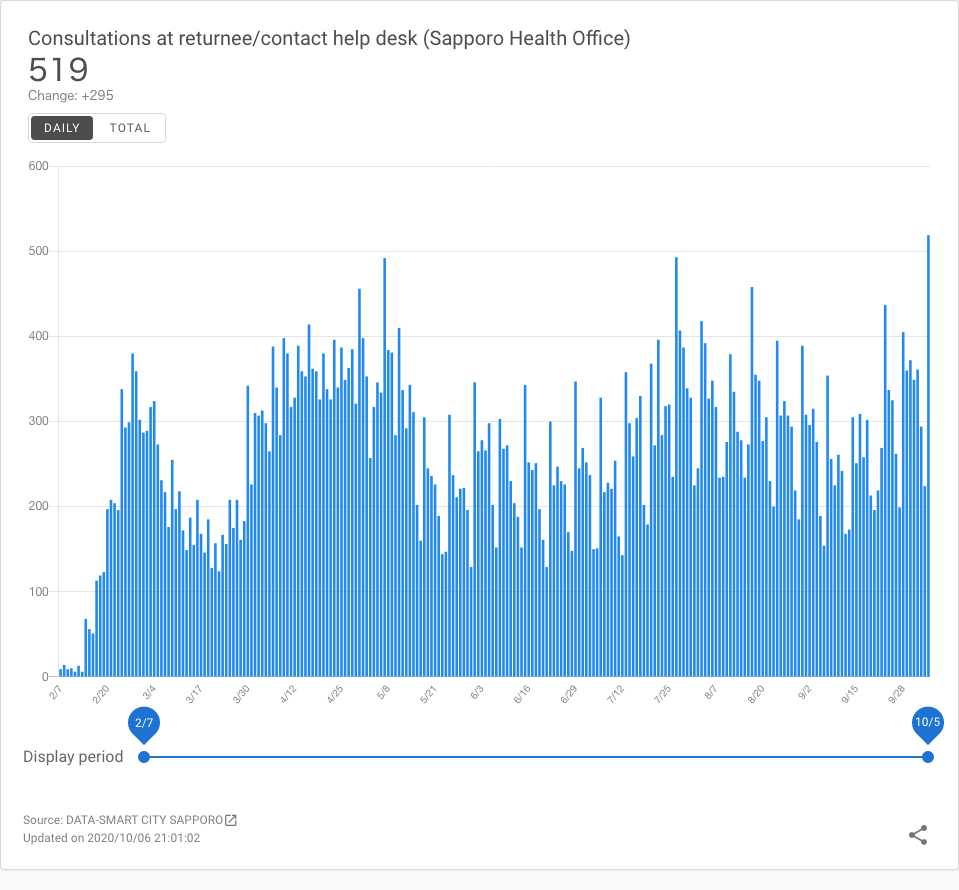 Consultations at returnee/contact help desk (Sapporo Health Office)
519
Change: +295
DAILY TOTAL
600
500
400
300
200
100
0
2/7 2/20 3/4 3/17 3/30 4/12 4/25 5/8 5/21 6/3 6/16 6/29 7/12 7/25 8/7 8/20 9/2 9/15 9/28
2/7 10/5
Display period
Source: DATA-SMART CITY SAPPORO
Updated on 2020/10/06 21:01:02